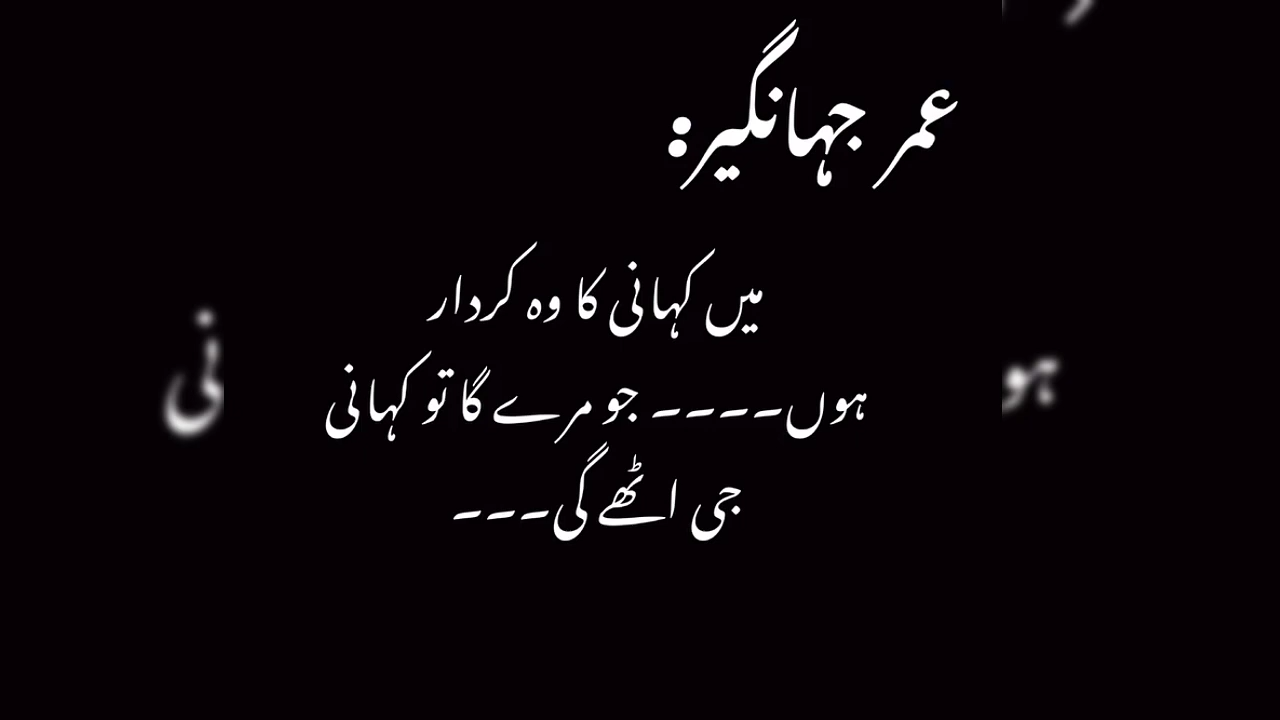 عمر جہانگیر:
میں کہانی کا وہ کردار
ہوں۔۔۔۔ جو مرے گا تو کہانی
جی اٹھے گی۔۔۔